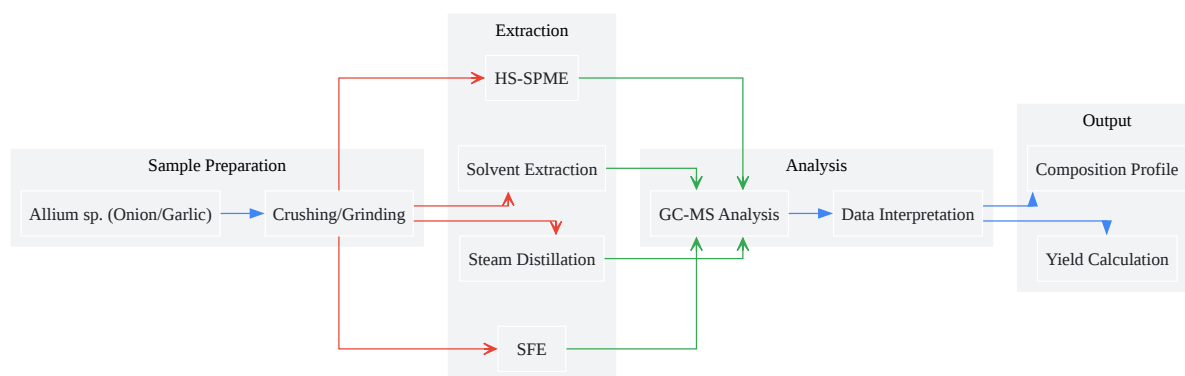 Sample Preparation
Allium sp. (Onion/Garlic)
Crushing/Grinding
Extraction
HS-SPME
Solvent Extraction
Steam Distillation
SFE
Analysis
GC-MS Analysis
Data Interpretation
Output
Composition Profile
Yield Calculation